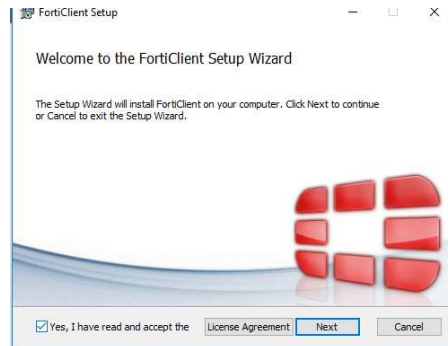 FortiClient Setup
Welcome to the FortiClient Setup Wizard
The Setup Wizard will install FortiClient on your computer. Click Next to continue
or Cancel to exit the Setup Wizard.
Yes, I have read and accept the License Agreement Next Cancel